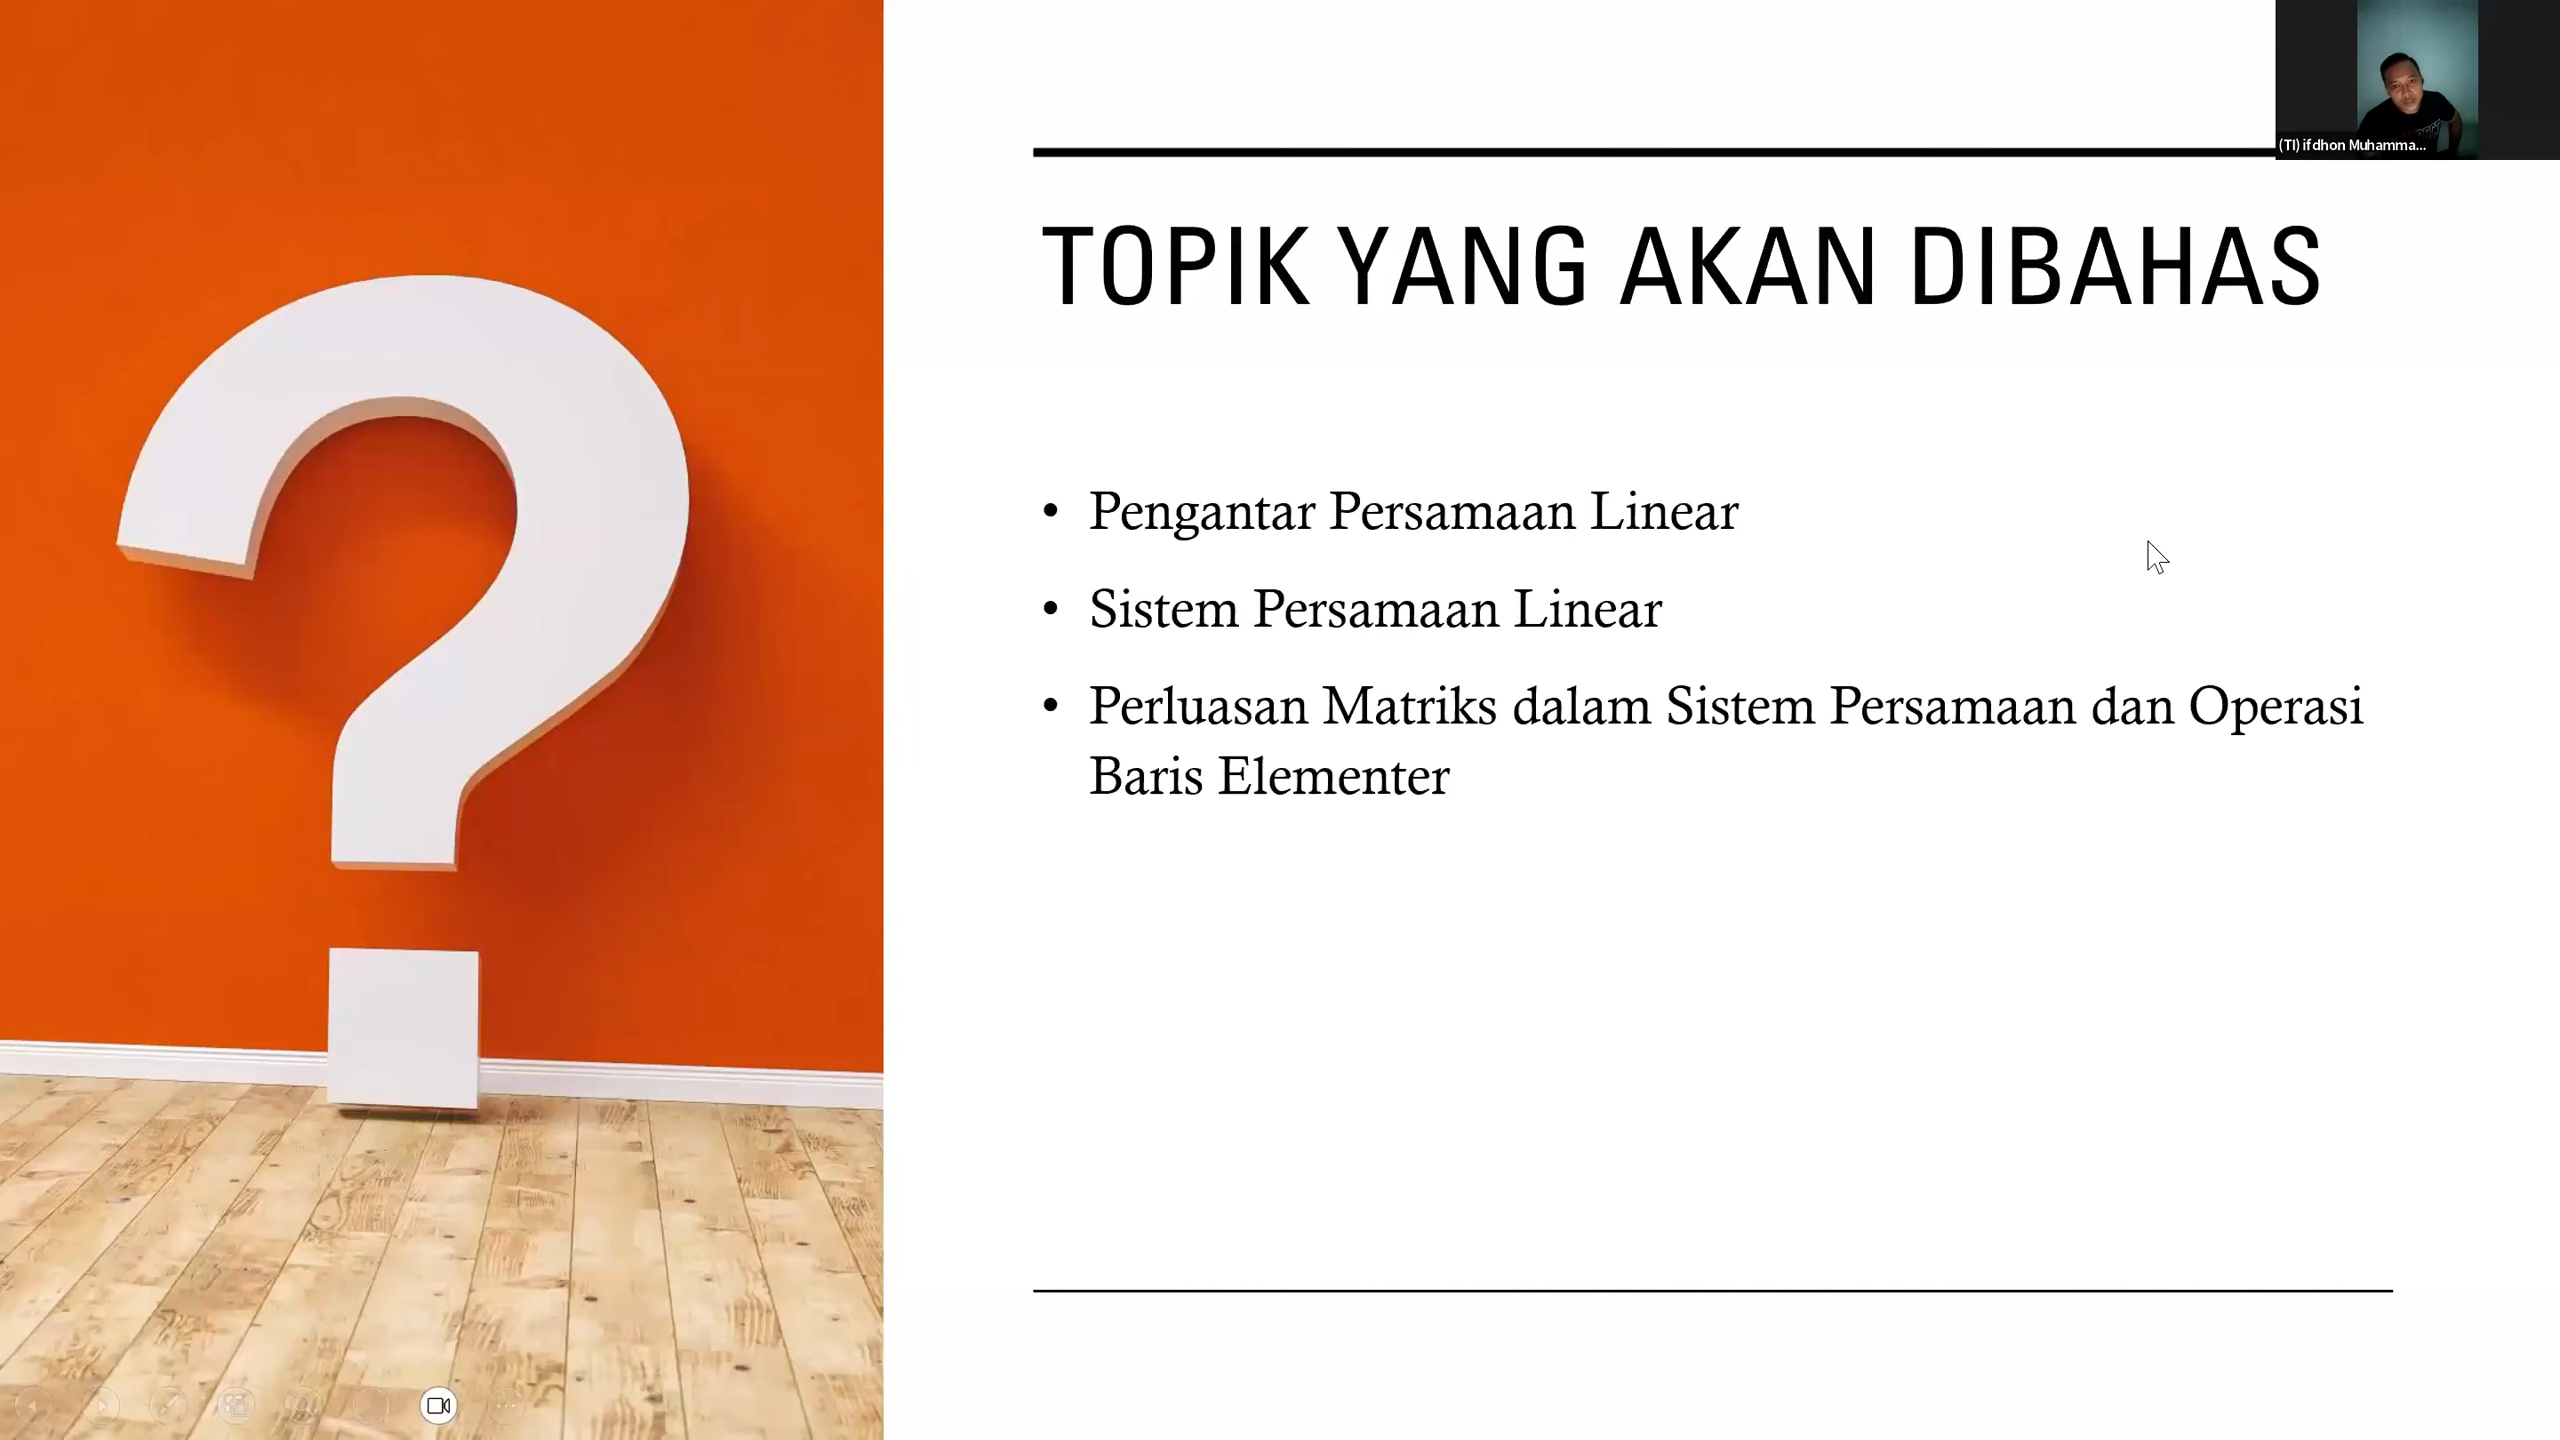 (TI) ifdhon Muhamma...
TOPIK YANG AKAN DIBAHAS
• Pengantar Persamaan Linear
• Sistem Persamaan Linear
• Perluasan Matriks dalam Sistem Persamaan dan Operasi
Baris Elementer